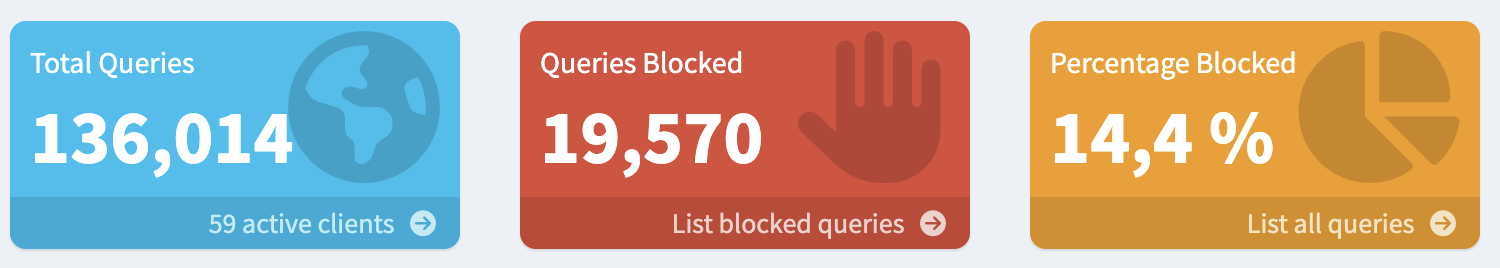 Total Queries
136,014
59 active clients
Queries Blocked
19,570
List blocked queries
Percentage Blocked
14,4 %
List all queries